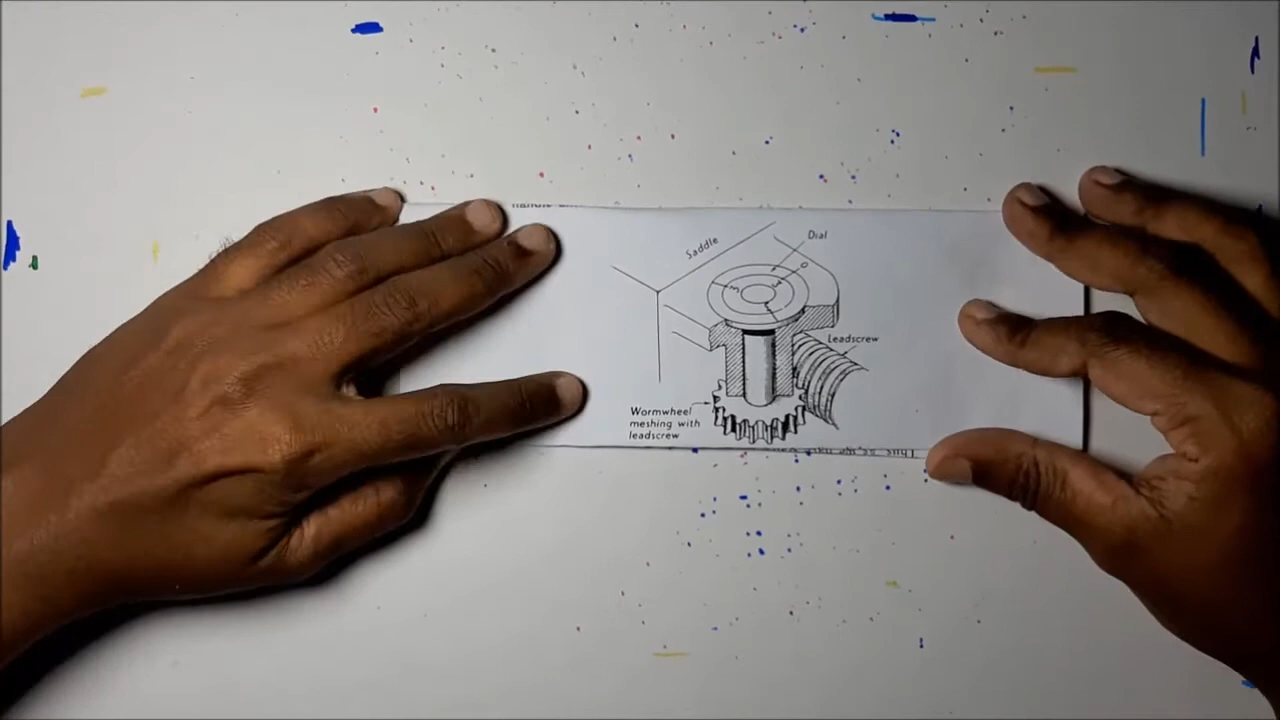 Saddle
Dial
Leadscrew
Wormwheel
meshing with
leadscrew